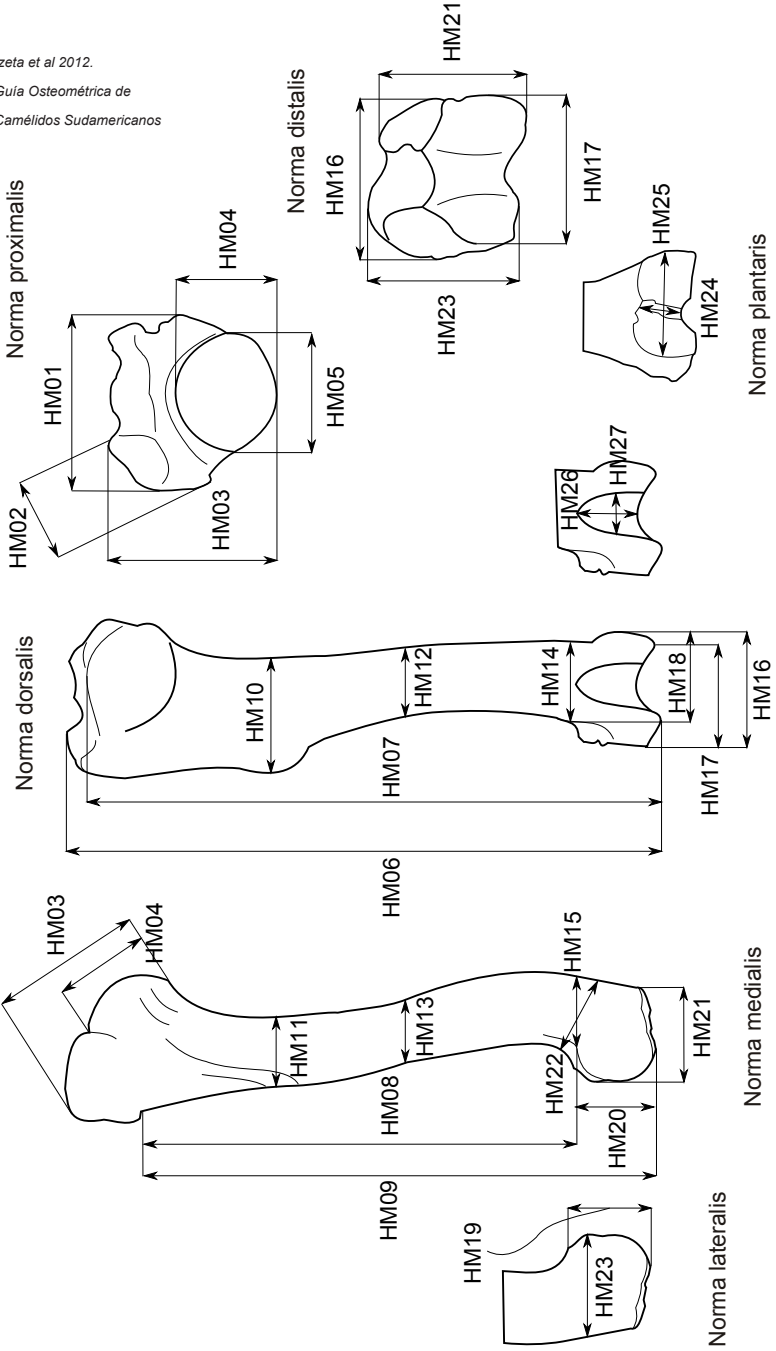 zeta et al 2012.
Guía Osteométrica de
Camélidos Sudamericanos
Norma proximalis
HM01
HM02
HM03
HM04
HM05
Norma distalis
HM16
HM21
HM23
HM17
Norma plantaris
HM25
HM24
HM26
HM27
Norma dorsalis
HM10
HM12
HM14
HM07
HM06
HM18
HM17
HM16
Norma medialis
HM03
HM04
HM11
HM13
HM15
HM08
HM22
HM09
HM20
HM21
Norma lateralis
HM19
HM23